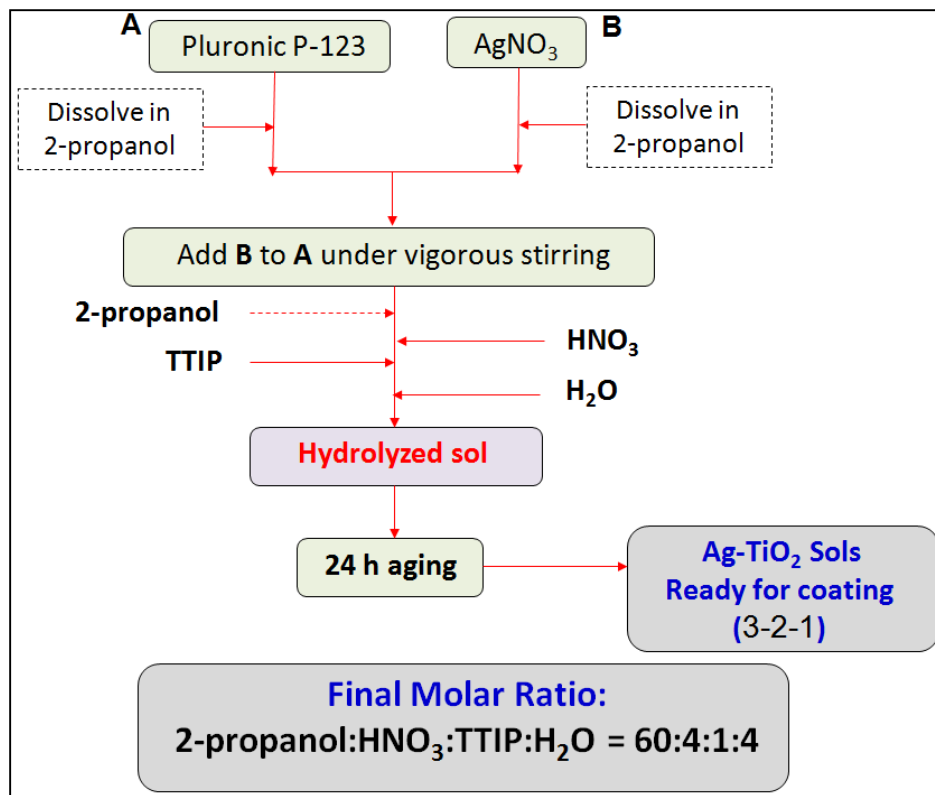 A
Pluronic P-123
AgNO₃
B
Dissolve in
2-propanol
Dissolve in
2-propanol
Add B to A under vigorous stirring
2-propanol
HNO₃
TTIP
H₂O
Hydrolyzed sol
24 h aging
Ag-TiO₂ Sols
Ready for coating
(3-2-1)
Final Molar Ratio:
2-propanol:HNO₃:TTIP:H₂O = 60:4:1:4